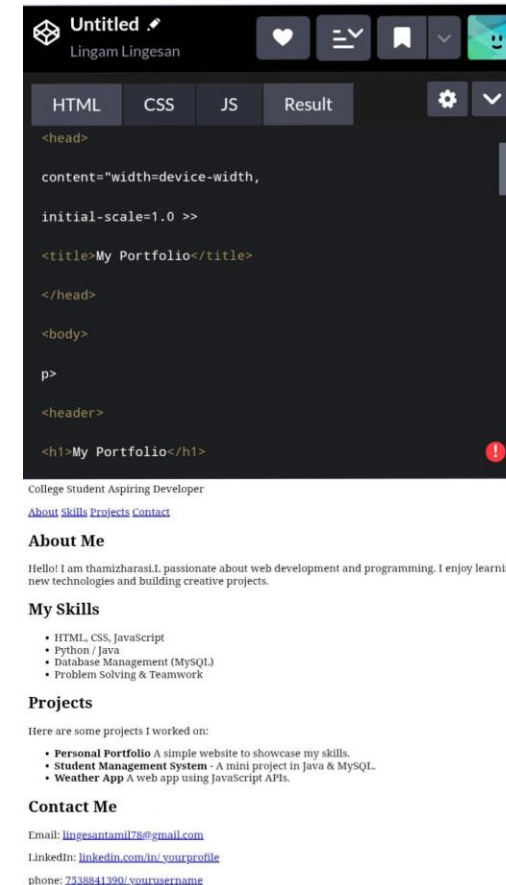 Untitled
Lingam Lingesan
HTML CSS JS Result
<head>
content="width=device-width,
initial-scale=1.0 >>
<title>My Portfolio</title>
</head>
<body>
p>
<header>
<h1>My Portfolio</h1>
College Student Aspiring Developer
About Skills Projects Contact
About Me
Hello! I am thamizharasi.L passionate about web development and programming. I enjoy
new technologies and building creative projects.
My Skills
• HTML, CSS, JavaScript
• Python / Java
• Database Management (MySQL)
• Problem Solving & Teamwork
Projects
Here are some projects I worked on:
• Personal Portfolio A simple website to showcase my skills.
• Student Management System - A mini project in Java & MySQL.
• Weather App A web app using JavaScript APIs.
Contact Me
Email: lingesantamil78@gmail.com
LinkedIn: linkedin.com/in/ yourprofile
phone: 7538841390/ yourusername